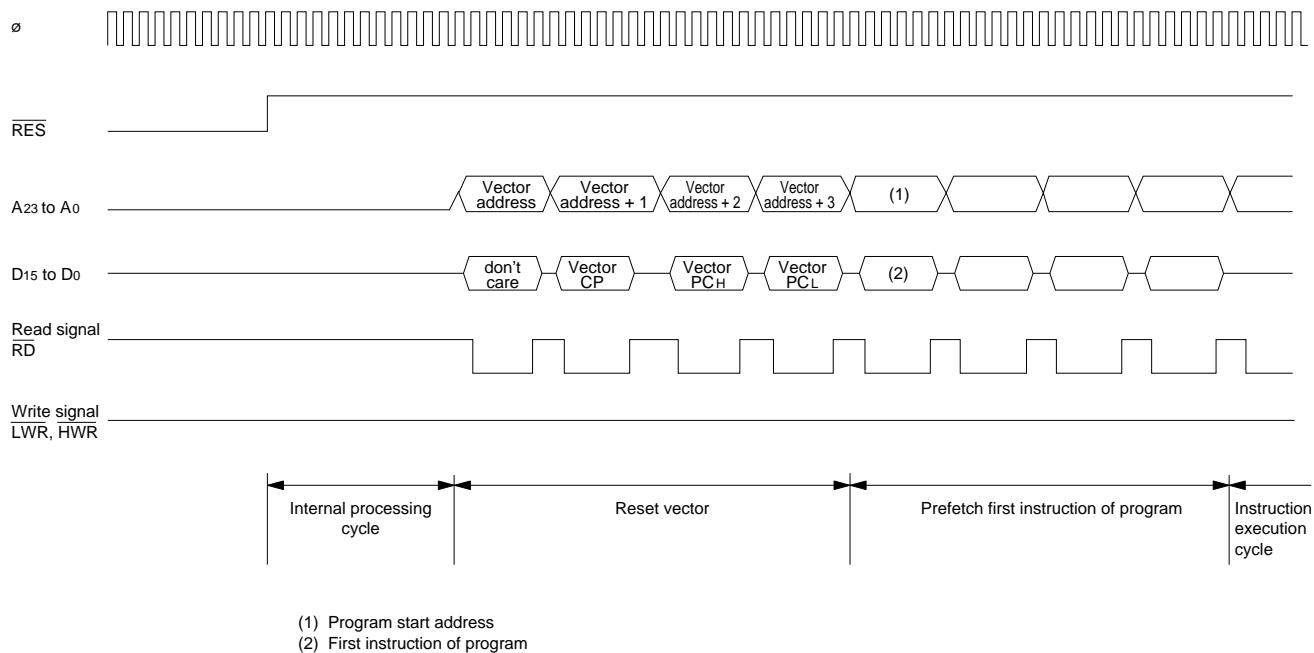 ø
RES
A23 to A0
Vector
address
Vector
address + 1
Vector
address + 2
Vector
address + 3
(1)
D15 to D0
don't
care
Vector
CP
Vector
PCH
Vector
PCL
(2)
Read signal
RD
Write signal
LWR, HWR
Internal processing
cycle
Reset vector
Prefetch first instruction of program
Instruction
execution
cycle
(1) Program start address
(2) First instruction of program